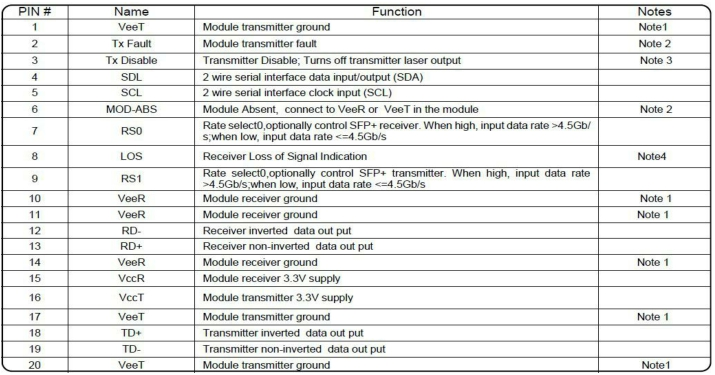 PIN # Name Function Notes
1 VeeT Module transmitter ground Note1
2 Tx Fault Module transmitter fault Note 2
3 Tx Disable Transmitter Disable; Turns off transmitter laser output Note 3
4 SDL 2 wire serial interface data input/output (SDA)
5 SCL 2 wire serial interface clock input (SCL)
6 MOD-ABS Module Absent, connect to VeeR or VeeT in the module Note 2
7 RS0 Rate select0,optionally control SFP+ receiver. When high, input data rate >4.5Gb/
s;when low, input data rate <=4.5Gb/s
8 LOS Receiver Loss of Signal Indication Note4
9 RS1 Rate select0,optionally control SFP+ transmitter. When high, input data rate
>4.5Gb/s;when low, input data rate <=4.5Gb/s
10 VeeR Module receiver ground Note 1
11 VeeR Module receiver ground Note 1
12 RD- Receiver inverted data out put
13 RD+ Receiver non-inverted data out put
14 VeeR Module receiver ground Note 1
15 VccR Module receiver 3.3V supply
16 VccT Module transmitter 3.3V supply
17 VeeT Module transmitter ground Note 1
18 TD+ Transmitter inverted data out put
19 TD- Transmitter non-inverted data out put
20 VeeT Module transmitter ground Note1